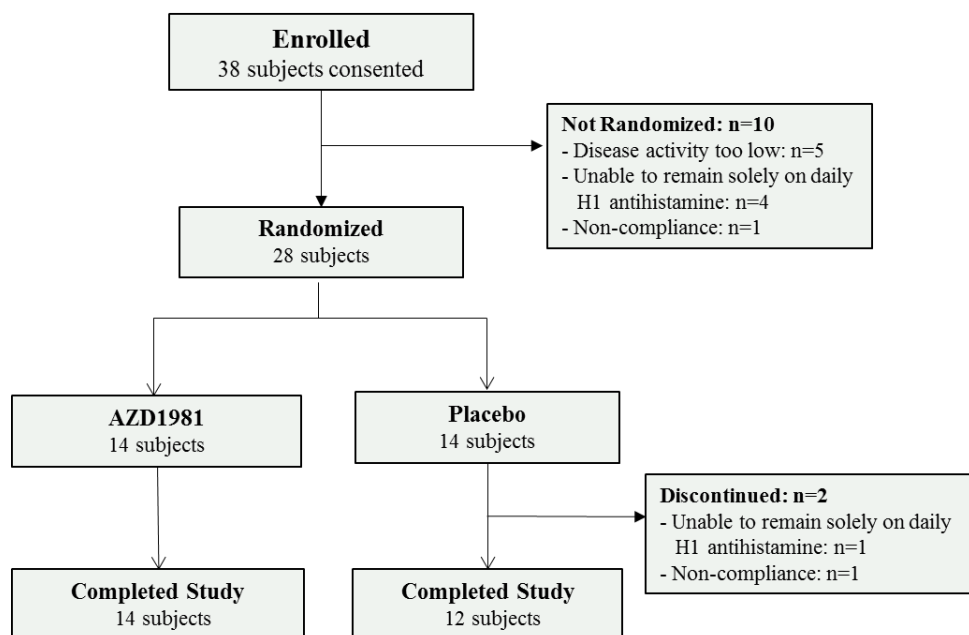 Enrolled
38 subjects consented
Not Randomized: n=10
- Disease activity too low: n=5
- Unable to remain solely on daily
H1 antihistamine: n=4
- Non-compliance: n=1
Randomized
28 subjects
AZD1981
14 subjects
Placebo
14 subjects
Discontinued: n=2
- Unable to remain solely on daily
H1 antihistamine: n=1
- Non-compliance: n=1
Completed Study
14 subjects
Completed Study
12 subjects